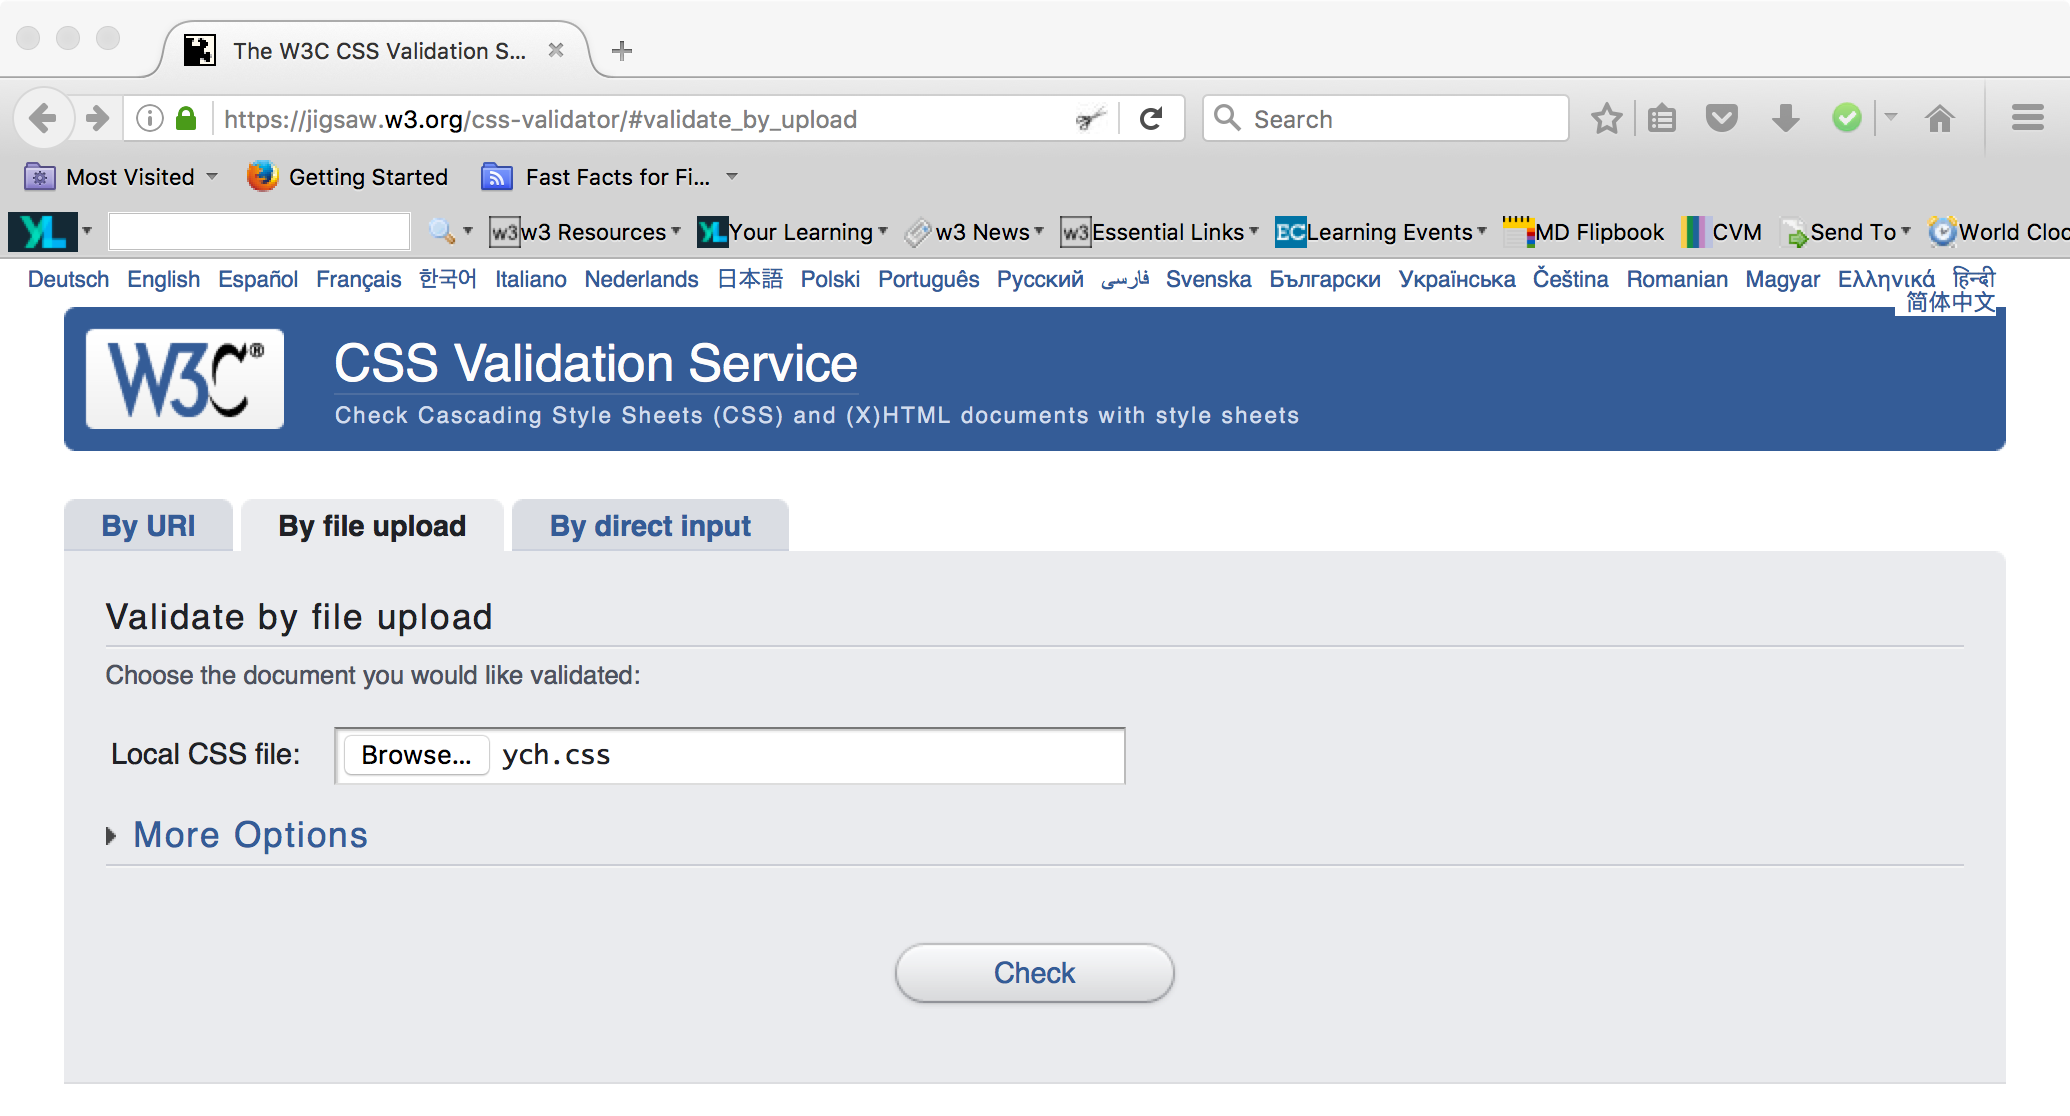 The W3C CSS Validation S...
https://jigsaw.w3.org/css-validator/#validate_by_upload
Search
Most Visited Getting Started Fast Facts for Fi...
YL w3 w3 Resources YL Your Learning w3 News w3 Essential Links EC Learning Events MD Flipbook CVM Send To World Cloc
Deutsch English Español Français 한국어 Italiano Nederlands 日本語 Polski Português Русский فارسی Svenska Български Українська Čeština Romanian Magyar Ελληνικά हिन्दी
简体中文
W3C®
CSS Validation Service
Check Cascading Style Sheets (CSS) and (X)HTML documents with style sheets
By URI By file upload By direct input
Validate by file upload
Choose the document you would like validated:
Local CSS file: Browse... ych.css
More Options
Check